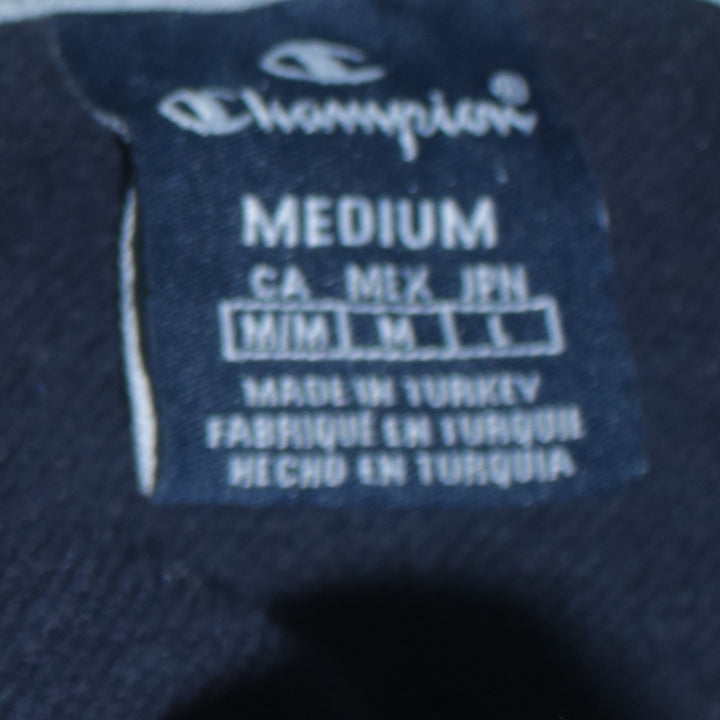 Champion®
MEDIUM
CA MEX JPN
M/M M L
MADE IN TURKEY
FABRIQUÉ EN TURQUIE
HECHO EN TURQUIA